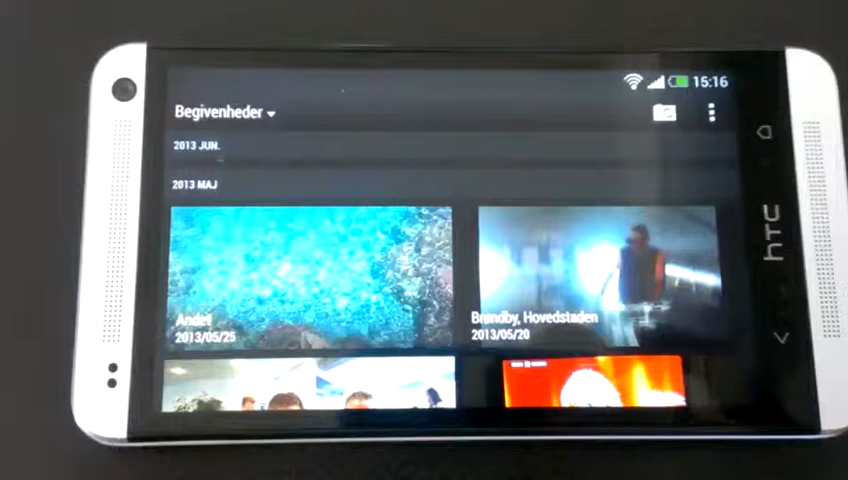 15:16
Begivenheder
2013 JUN.
2013 MAJ
Andet
2013/05/25
Brøndby, Hovedstaden
2013/05/20
hTC